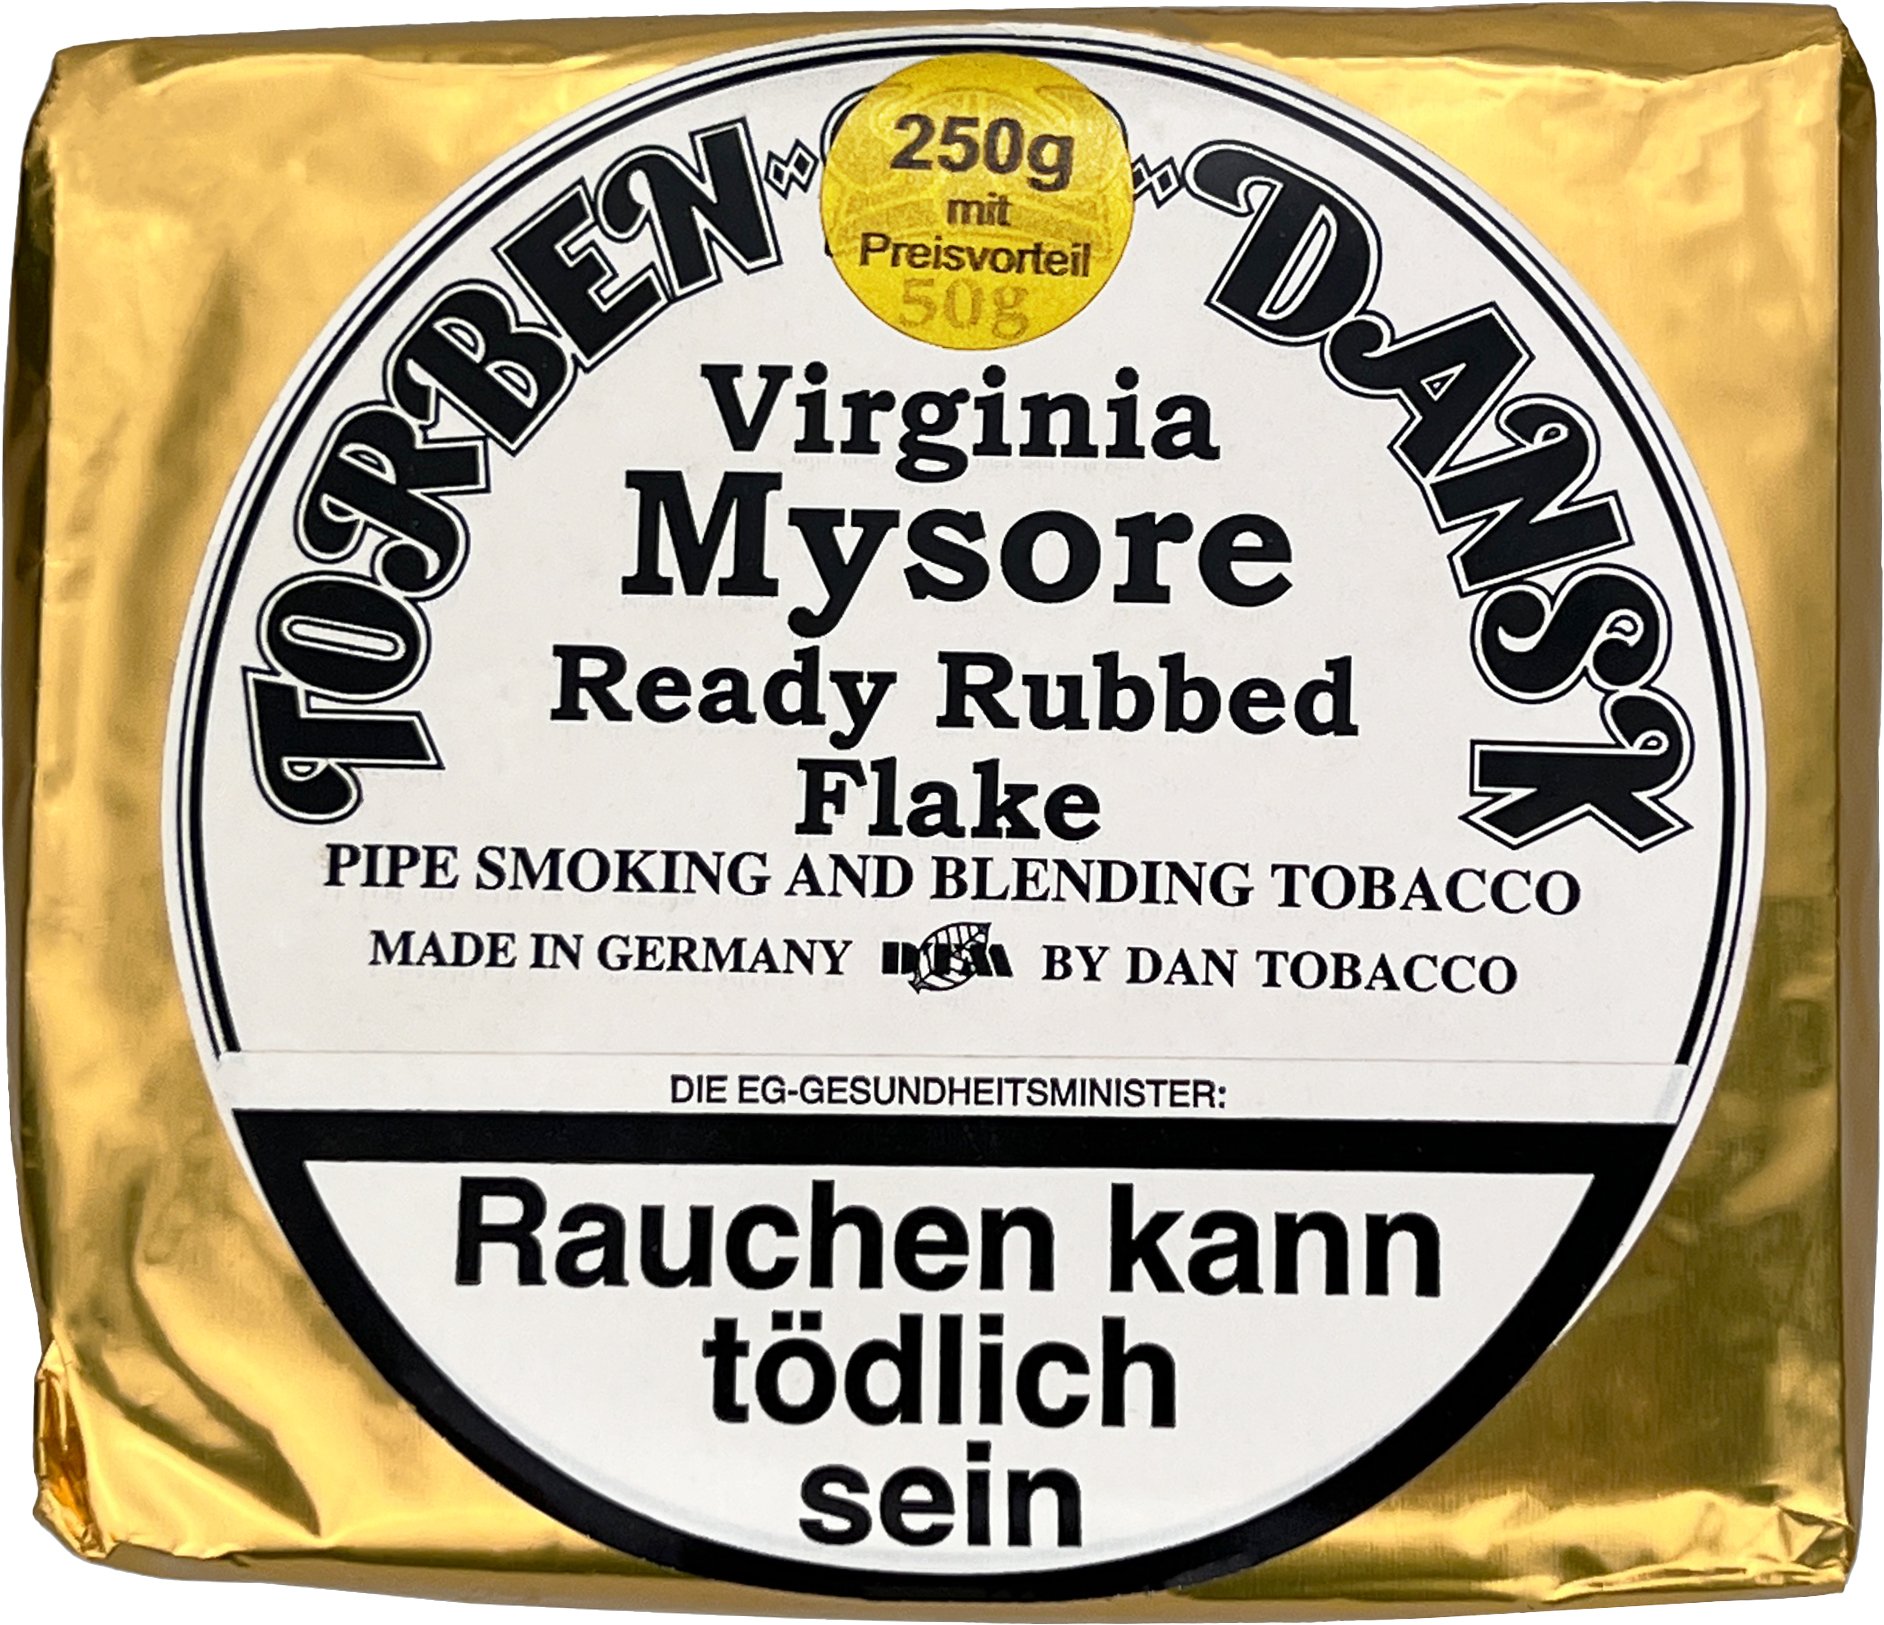 TORBEN DANSK
250g
mit
Preisvorteil
50g
Virginia
Mysore
Ready Rubbed
Flake
PIPE SMOKING AND BLENDING TOBACCO
MADE IN GERMANY DTM BY DAN TOBACCO
DIE EG-GESUNDHEITSMINISTER:
Rauchen kann
tödlich
sein